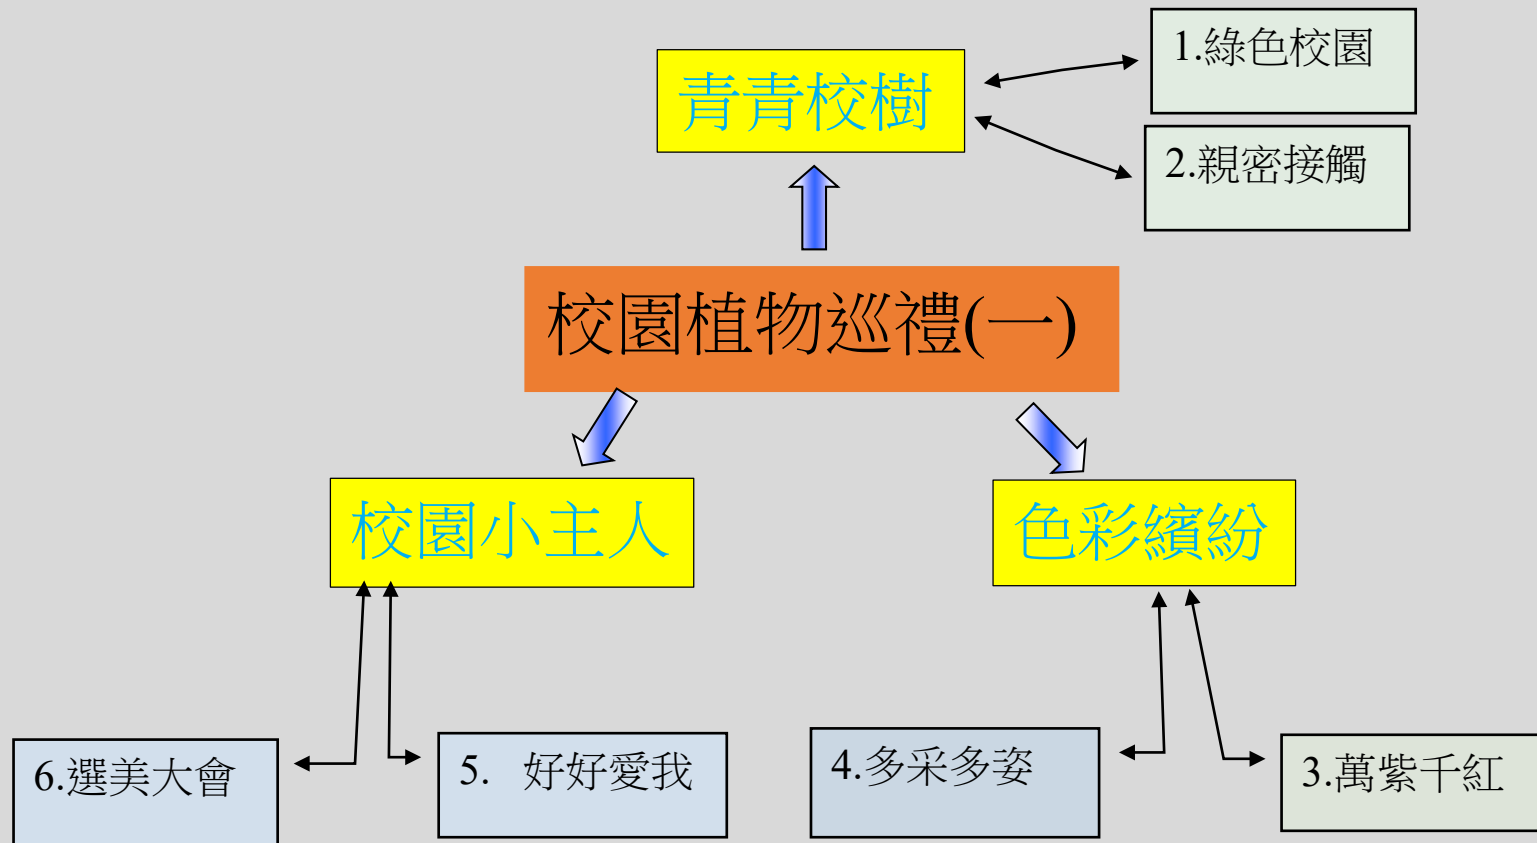 1.綠色校園
青青校樹
2.親密接觸
校園植物巡禮(一)
校園小主人
色彩繽紛
6.選美大會
5. 好好愛我
4.多采多姿
3.萬紫千紅